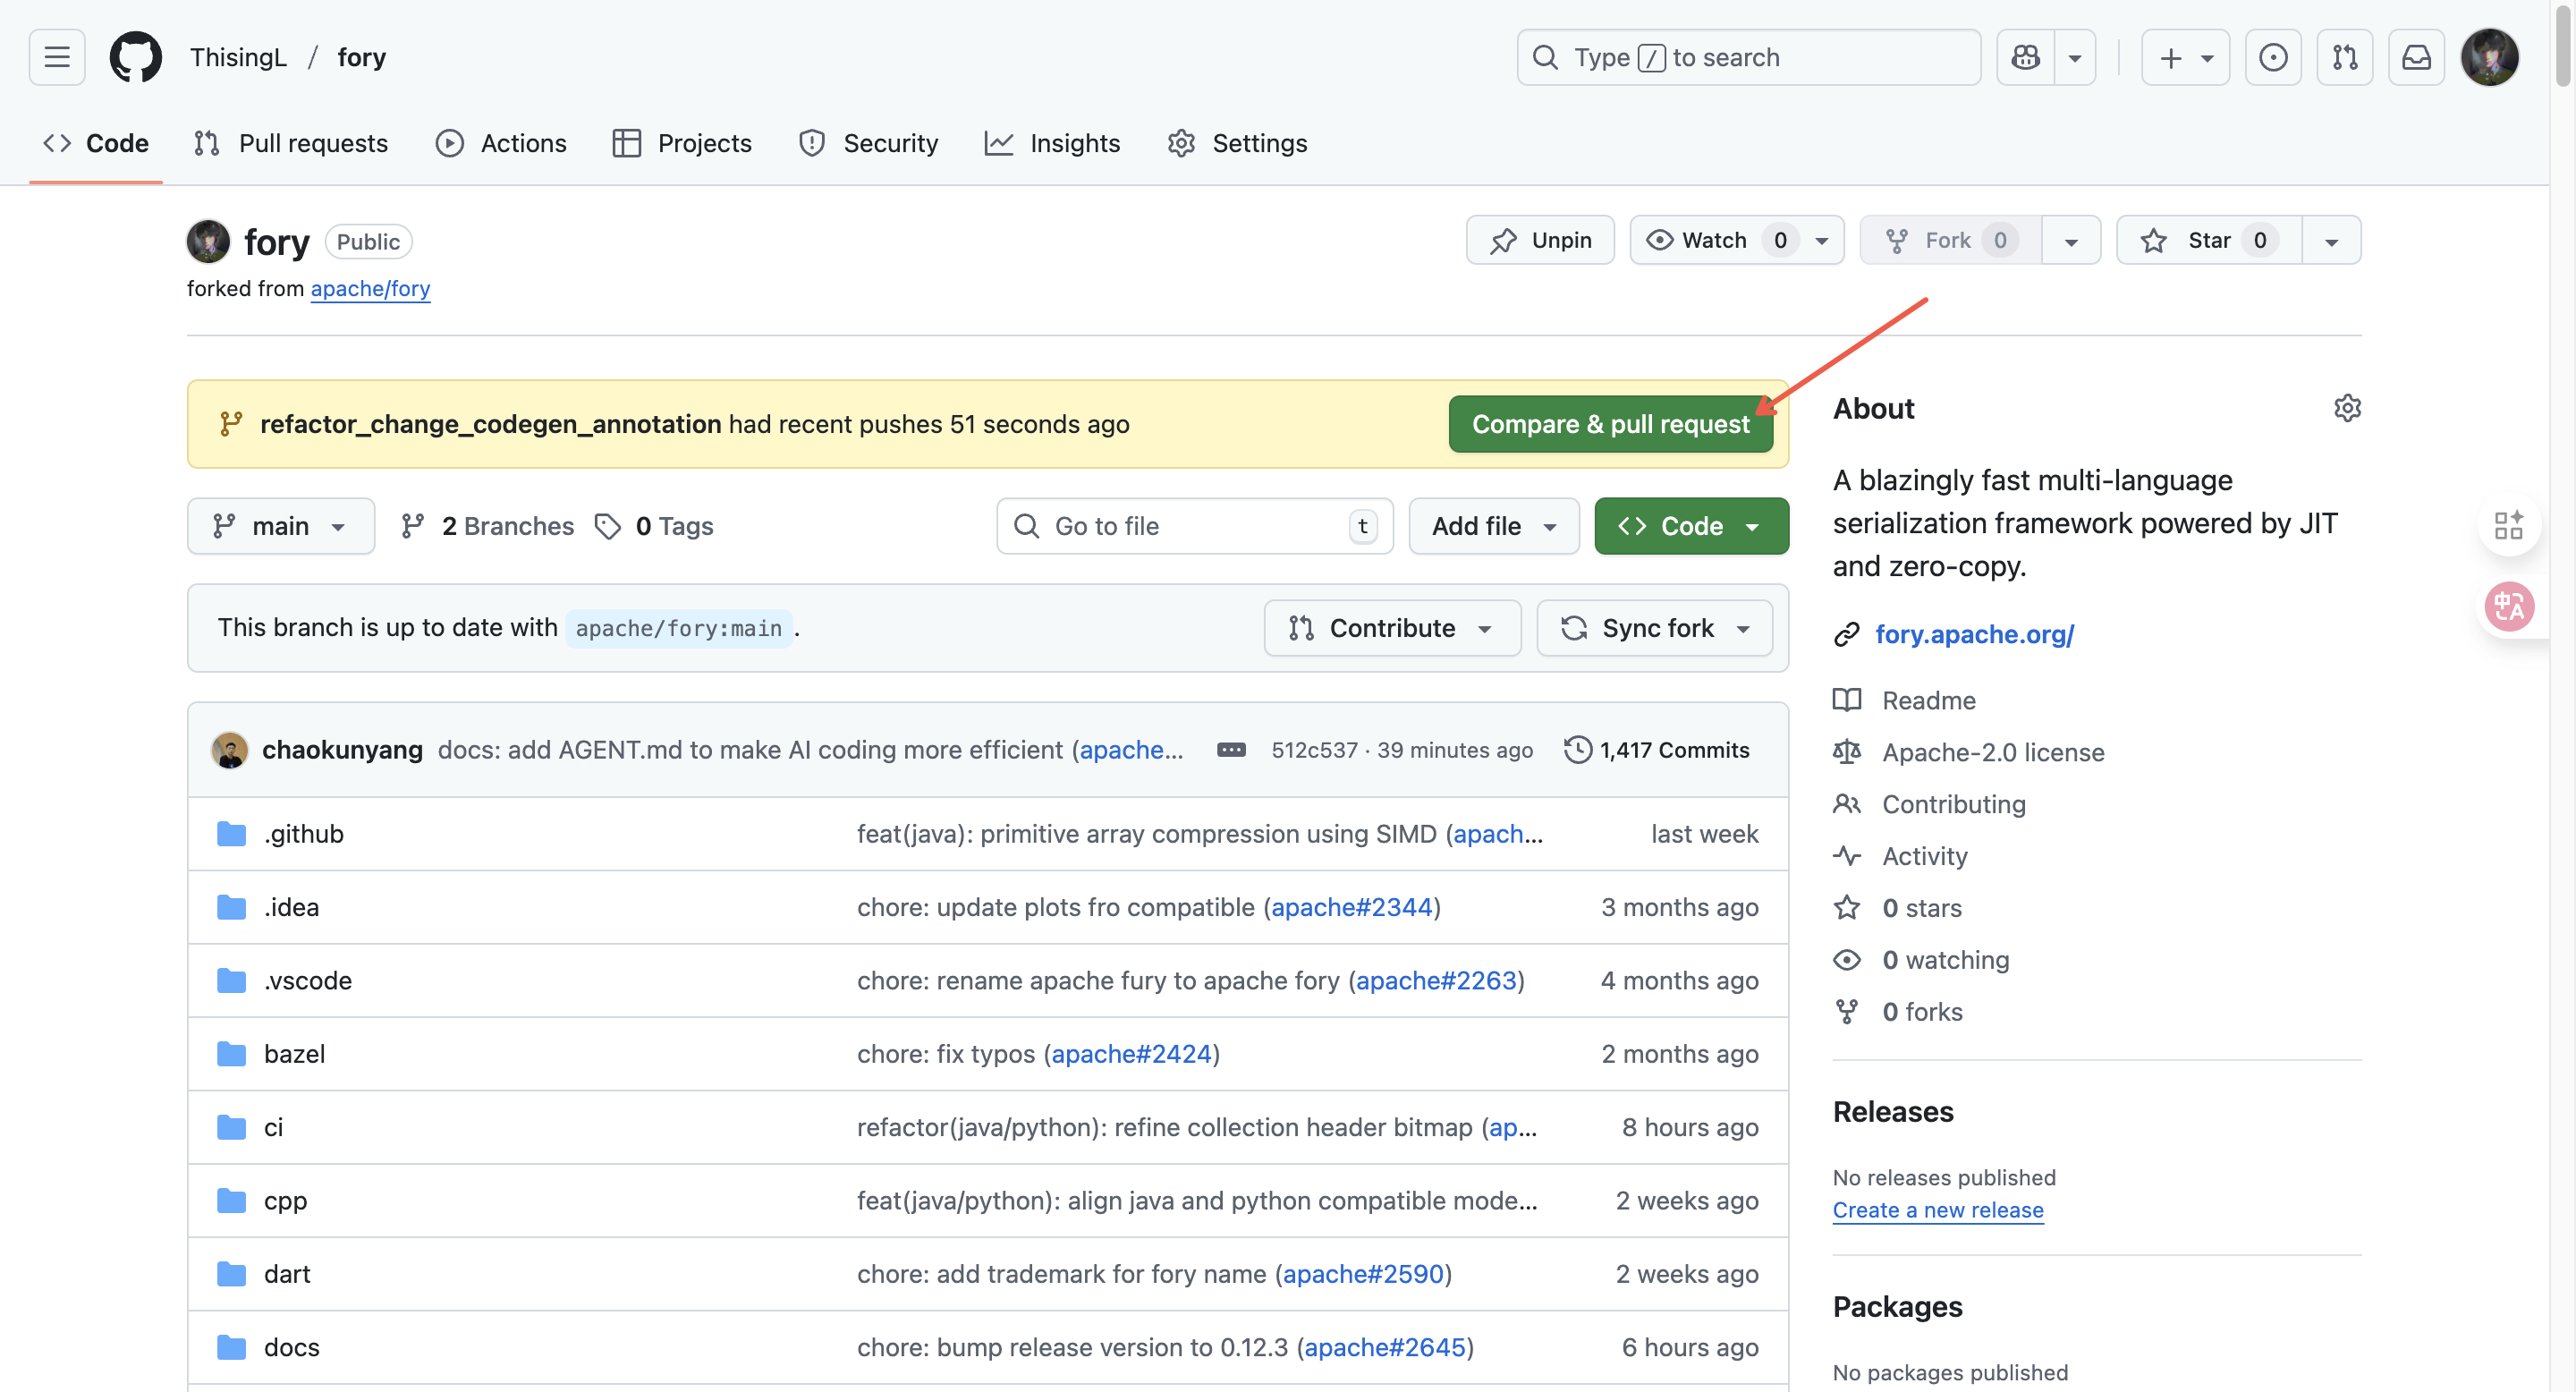 ThisingL / fory
Type / to search
Code Pull requests Actions Projects Security Insights Settings
fory Public
Unpin Watch 0 Fork 0 Star 0
forked from apache/fory
refactor_change_codegen_annotation had recent pushes 51 seconds ago
Compare & pull request
main 2 Branches 0 Tags
Go to file t
Add file
Code
This branch is up to date with apache/fory:main .
Contribute
Sync fork
chaokunyang docs: add AGENT.md to make AI coding more efficient (apache... 512c537 · 39 minutes ago 1,417 Commits
.github feat(java): primitive array compression using SIMD (apach... last week
.idea chore: update plots fro compatible (apache#2344) 3 months ago
.vscode chore: rename apache fury to apache fory (apache#2263) 4 months ago
bazel chore: fix typos (apache#2424) 2 months ago
ci refactor(java/python): refine collection header bitmap (ap... 8 hours ago
cpp feat(java/python): align java and python compatible mode... 2 weeks ago
dart chore: add trademark for fory name (apache#2590) 2 weeks ago
docs chore: bump release version to 0.12.3 (apache#2645) 6 hours ago
About
A blazingly fast multi-language
serialization framework powered by JIT
and zero-copy.
fory.apache.org/
Readme
Apache-2.0 license
Contributing
Activity
0 stars
0 watching
0 forks
Releases
No releases published
Create a new release
Packages
No packages published
中 A